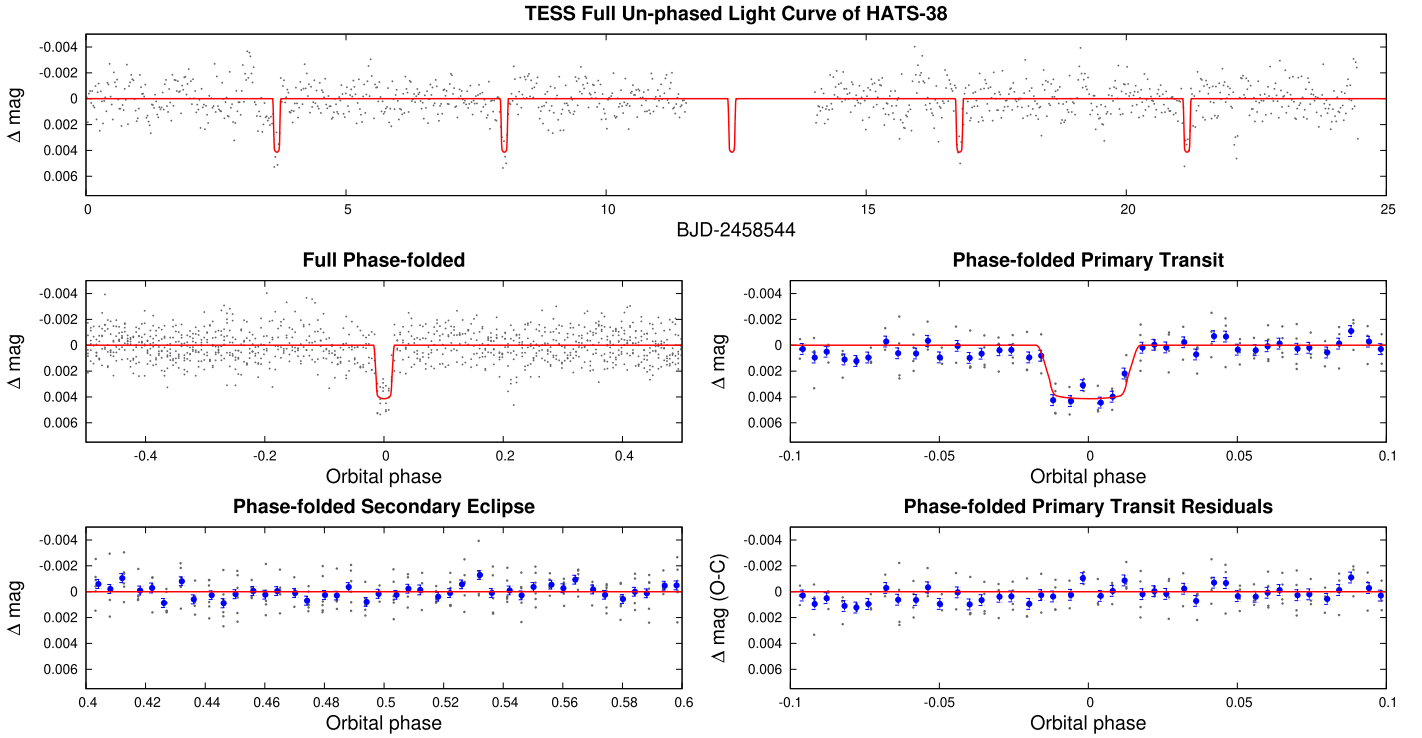 TESS Full Un-phased Light Curve of HATS-38
-0.004
-0.002
0
0.002
0.004
0.006
Δ mag
0 5 10 15 20 25
BJD-2458544
Full Phase-folded
-0.004
-0.002
0
0.002
0.004
0.006
Δ mag
-0.4 -0.2 0 0.2 0.4
Orbital phase
Phase-folded Primary Transit
-0.004
-0.002
0
0.002
0.004
0.006
Δ mag
-0.1 -0.05 0 0.05 0.1
Orbital phase
Phase-folded Secondary Eclipse
-0.004
-0.002
0
0.002
0.004
0.006
Δ mag
0.4 0.42 0.44 0.46 0.48 0.5 0.52 0.54 0.56 0.58 0.6
Orbital phase
Phase-folded Primary Transit Residuals
-0.004
-0.002
0
0.002
0.004
0.006
Δ mag (O-C)
-0.1 -0.05 0 0.05 0.1
Orbital phase